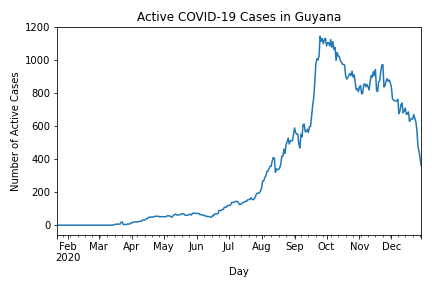 Active COVID-19 Cases in Guyana
1200
1000
800
600
400
200
0
Number of Active Cases
Feb Mar Apr May Jun Jul Aug Sep Oct Nov Dec
2020
Day